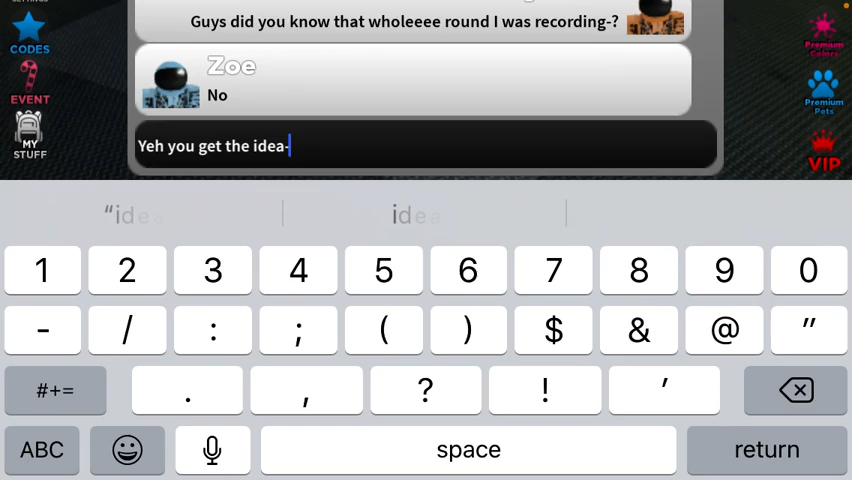 CODES
EVENT
MY
STUFF
Guys did you know that wholeeee round I was recording-?
Zoe
No
Yeh you get the idea-
Premium
Colors
Premium
Pets
VIP
“idea
idea
1 2 3 4 5 6 7 8 9 0
- / : ; ( ) $ & @ ”
#+= . , ? ! ’
ABC space return